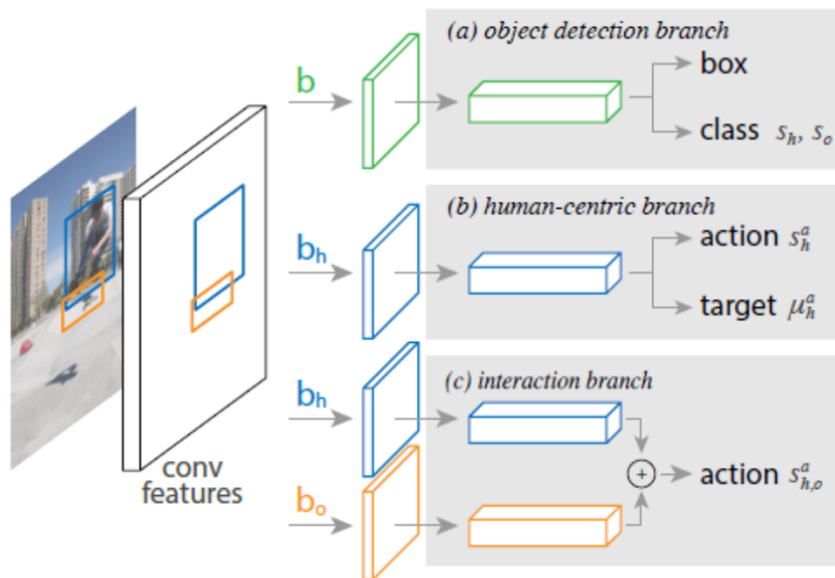 (a) object detection branch
b
box
class s_h, s_o
(b) human-centric branch
b_h
action s_h^a
target μ_h^a
(c) interaction branch
b_h
+
action s_{h,o}^a
b_o
conv
features